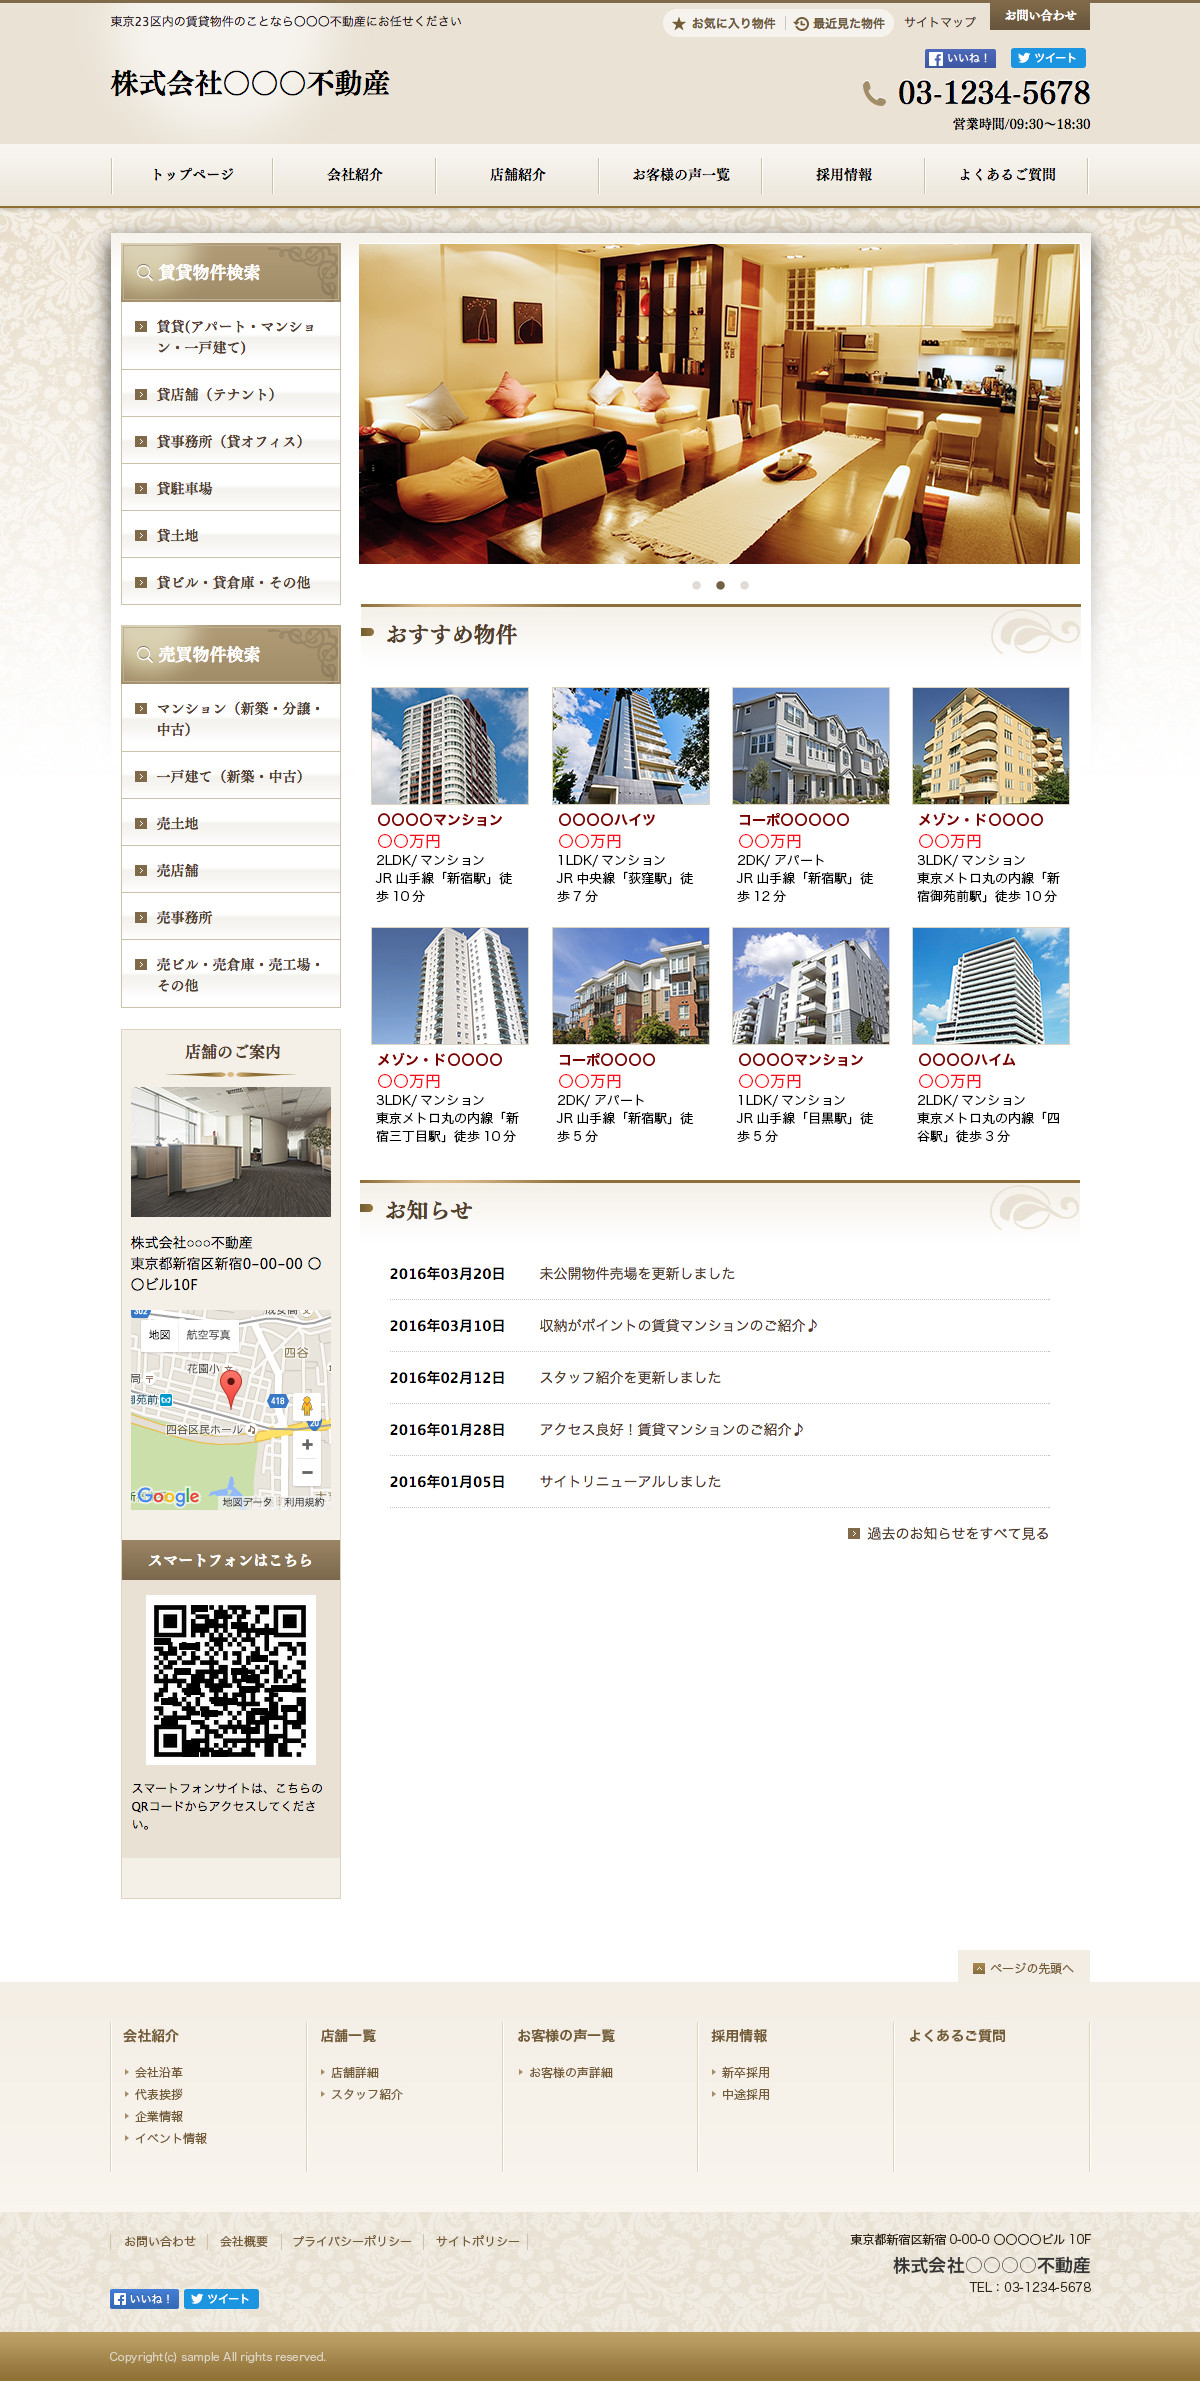 東京23区内の賃貸物件のことなら〇〇〇不動産にお任せください
お気に入り物件
最近見た物件
サイトマップ
お問い合わせ
いいね！
ツイート
株式会社〇〇〇不動産
03-1234-5678
営業時間/09:30～18:30
トップページ
会社紹介
店舗紹介
お客様の声一覧
採用情報
よくあるご質問
賃貸物件検索
賃貸(アパート・マンショ
ン・一戸建て)
貸店舗（テナント）
貸事務所（貸オフィス）
貸駐車場
貸土地
貸ビル・貸倉庫・その他
売買物件検索
マンション（新築・分譲・
中古）
一戸建て（新築・中古）
売土地
売店舗
売事務所
売ビル・売倉庫・売工場・
その他
店舗のご案内
株式会社○○○不動産
東京都新宿区新宿0-00-00 〇
〇ビル10F
302
地図
航空写真
四谷
花園小
局
御苑前
418
20
四谷区民ホール
+
−
Google
地図データ
利用規約
スマートフォンはこちら
スマートフォンサイトは、こちらの
QRコードからアクセスしてくださ
い。
おすすめ物件
〇〇〇〇マンション
〇〇万円
2LDK/ マンション
JR 山手線「新宿駅」徒
歩 10 分
〇〇〇〇ハイツ
〇〇万円
1LDK/ マンション
JR 中央線「荻窪駅」徒
歩 7 分
コーポ〇〇〇〇〇
〇〇万円
2DK/ アパート
JR 山手線「新宿駅」徒
歩 12 分
メゾン・ド〇〇〇〇
〇〇万円
3LDK/ マンション
東京メトロ丸の内線「新
宿御苑前駅」徒歩 10 分
メゾン・ド〇〇〇〇
〇〇万円
3LDK/ マンション
東京メトロ丸の内線「新
宿三丁目駅」徒歩 10 分
コーポ〇〇〇〇
〇〇万円
2DK/ アパート
JR 山手線「新宿駅」徒
歩 5 分
〇〇〇〇マンション
〇〇万円
1LDK/ マンション
JR 山手線「目黒駅」徒
歩 5 分
〇〇〇〇ハイム
〇〇万円
2LDK/ マンション
東京メトロ丸の内線「四
谷駅」徒歩 3 分
お知らせ
2016年03月20日 未公開物件売場を更新しました
2016年03月10日 収納がポイントの賃貸マンションのご紹介♪
2016年02月12日 スタッフ紹介を更新しました
2016年01月28日 アクセス良好！賃貸マンションのご紹介♪
2016年01月05日 サイトリニューアルしました
過去のお知らせをすべて見る
ページの先頭へ
会社紹介
会社沿革
代表挨拶
企業情報
イベント情報
店舗一覧
店舗詳細
スタッフ紹介
お客様の声一覧
お客様の声詳細
採用情報
新卒採用
中途採用
よくあるご質問
お問い合わせ
会社概要
プライバシーポリシー
サイトポリシー
いいね！
ツイート
東京都新宿区新宿 0-00-0 〇〇〇〇ビル 10F
株式会社〇〇〇〇不動産
TEL：03-1234-5678
Copyright(c) sample All rights reserved.